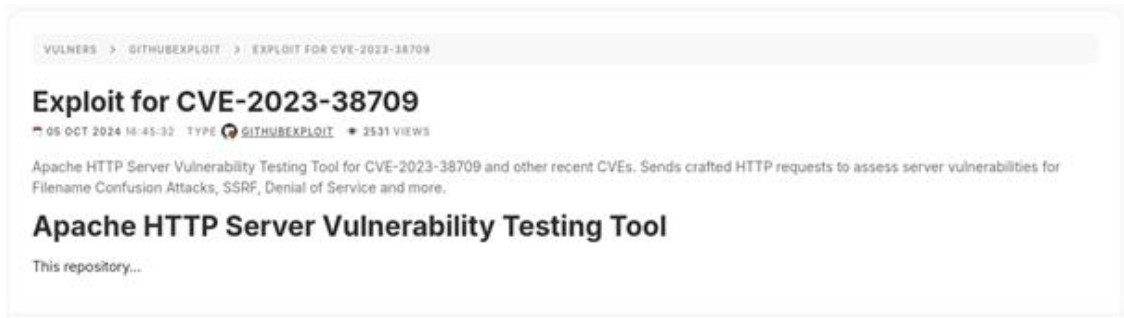 VULNERS > GITHUBEXPLOIT > EXPLOIT FOR CVE-2023-38709
Exploit for CVE-2023-38709
05 OCT 2024 16:45:32 TYPE GITHUBEXPLOIT 2531 VIEWS
Apache HTTP Server Vulnerability Testing Tool for CVE-2023-38709 and other recent CVEs. Sends crafted HTTP requests to assess server vulnerabilities for
Filename Confusion Attacks, SSRF, Denial of Service and more.
Apache HTTP Server Vulnerability Testing Tool
This repository...